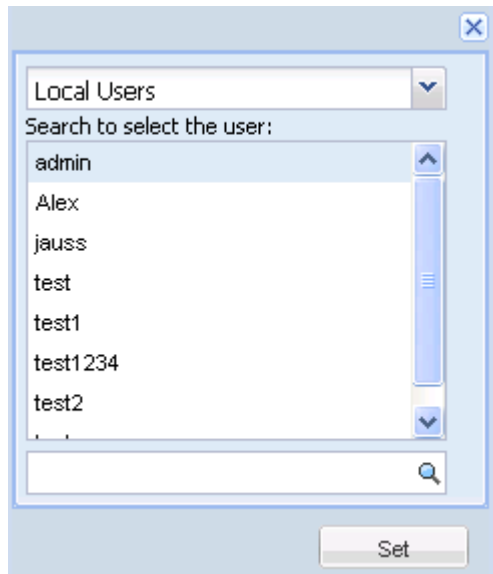 Local Users
Search to select the user:
admin
Alex
jauss
test
test1
test1234
test2
Set